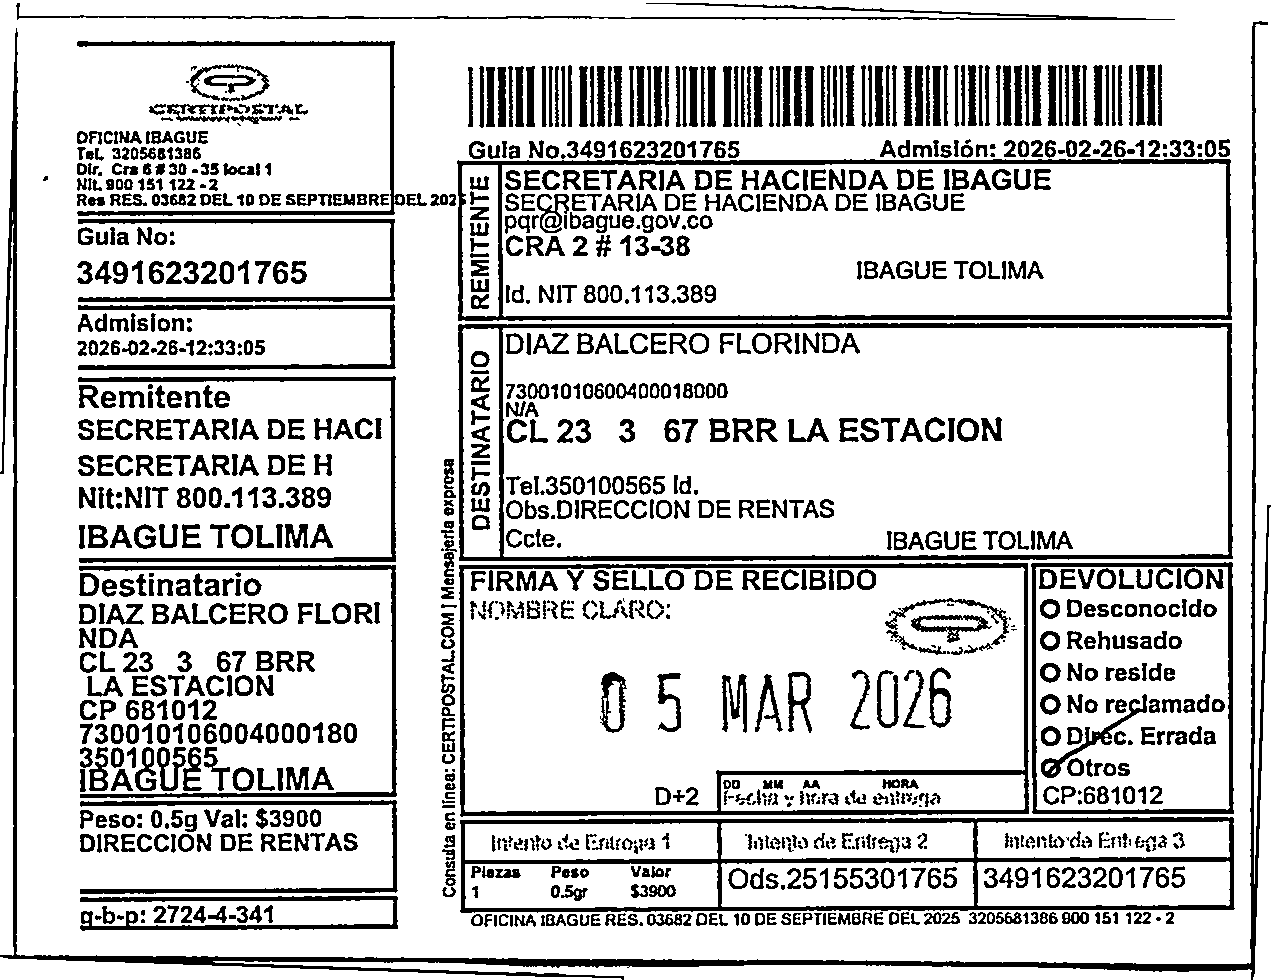 CERTIPOSTAL
OFICINA IBAGUE
Tel. 3205681386
Dir. Cra 6 # 30 -35 local 1
Nit. 900 151 122 - 2
Res RES. 03682 DEL 10 DE SEPTIEMBRE DEL 2025
Guia No:
3491623201765
Admision:
2026-02-26-12:33:05
Remitente
SECRETARIA DE HACI
SECRETARIA DE H
Nit:NIT 800.113.389
IBAGUE TOLIMA
Destinatario
DIAZ BALCERO FLORI
NDA
CL 23 3 67 BRR
LA ESTACION
CP 681012
730010106004000180
350100565
IBAGUE TOLIMA
Peso: 0.5g Val: $3900
DIRECCION DE RENTAS
g-b-p: 2724-4-341
Consulta en línea: CERTIPOSTAL.COM | Mensajería expresa
Guia No.3491623201765 Admisión: 2026-02-26-12:33:05
REMITENTE
SECRETARIA DE HACIENDA DE IBAGUE
SECRETARIA DE HACIENDA DE IBAGUE
pqr@ibague.gov.co
CRA 2 # 13-38
IBAGUE TOLIMA
Id. NIT 800.113.389
DESTINATARIO
DIAZ BALCERO FLORINDA
73001010600400018000
N/A
CL 23 3 67 BRR LA ESTACION
Tel.350100565 Id.
Obs.DIRECCION DE RENTAS
Ccte. IBAGUE TOLIMA
FIRMA Y SELLO DE RECIBIDO
NOMBRE CLARO:
05 MAR 2026
D+2
DD MM AA HORA
Fecha y hora de entrega
DEVOLUCION
Desconocido
Rehusado
No reside
No reclamado
Direc. Errada
Otros
CP:681012
Intento de Entrega 1 Intento de Entrega 2 Intento de Entrega 3
Piezas Peso Valor
1 0.5gr $3900
Ods.25155301765 3491623201765
OFICINA IBAGUE RES. 03682 DEL 10 DE SEPTIEMBRE DEL 2025 3205681386 900 151 122 - 2